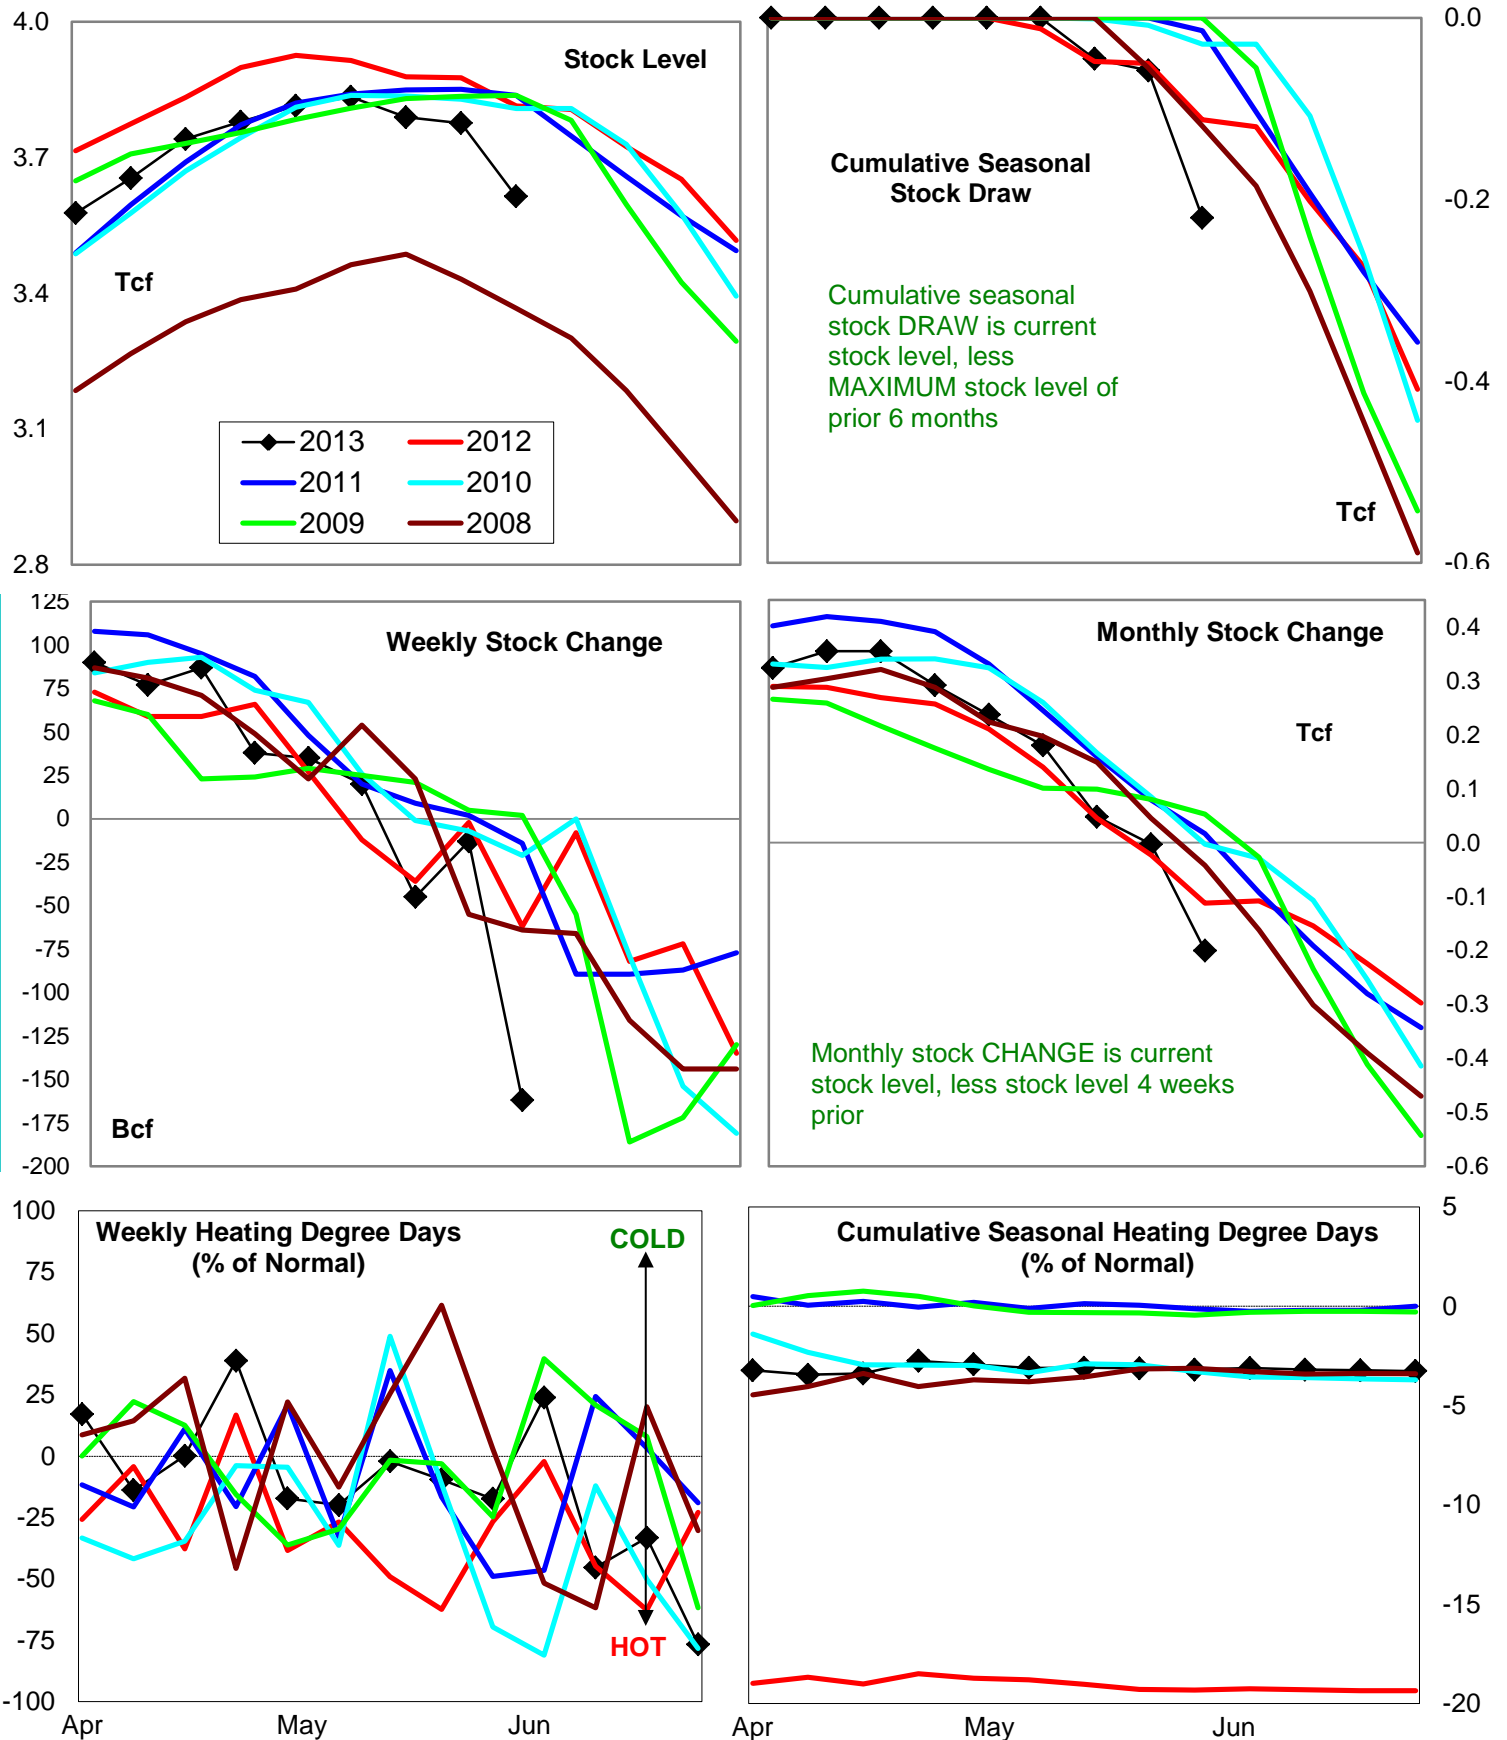 4.0
3.7
3.4
3.1
2.8
Stock Level
Tcf
2013
2012
2011
2010
2009
2008
0.0
-0.2
-0.4
-0.6
Cumulative Seasonal
Stock Draw
Cumulative seasonal
stock DRAW is current
stock level, less
MAXIMUM stock level of
prior 6 months
Tcf
125
100
75
50
25
0
-25
-50
-75
-100
-125
-150
-175
-200
Weekly Stock Change
Bcf
0.4
0.3
0.2
0.1
0.0
-0.1
-0.2
-0.3
-0.4
-0.5
-0.6
Monthly Stock Change
Tcf
Monthly stock CHANGE is current
stock level, less stock level 4 weeks
prior
100
75
50
25
0
-25
-50
-75
-100
Weekly Heating Degree Days
(% of Normal)
COLD
HOT
Apr
May
Jun
5
0
-5
-10
-15
-20
Cumulative Seasonal Heating Degree Days
(% of Normal)
Apr
May
Jun